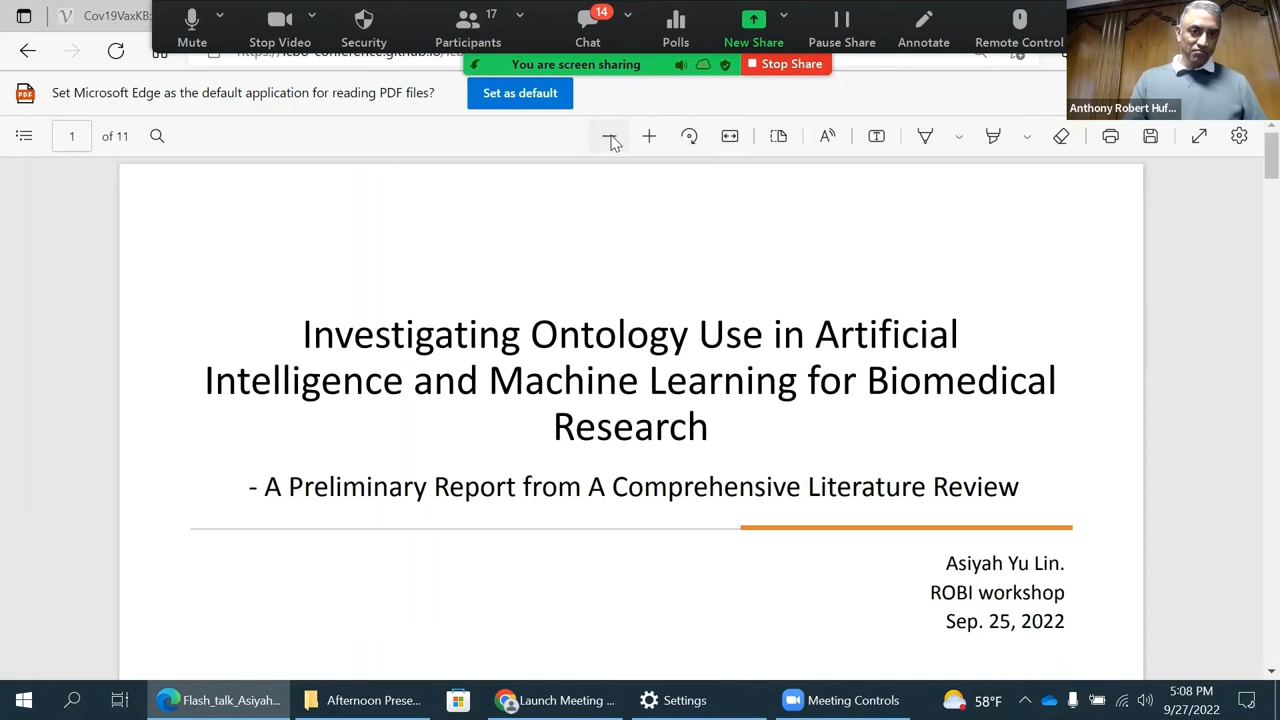 Cov19VaxKB:
17
14
Mute
Stop Video
Security
Participants
Chat
Polls
New Share
Pause Share
Annotate
Remote Control
You are screen sharing
Stop Share
Anthony Robert Huf...
PDF
Set Microsoft Edge as the default application for reading PDF files?
Set as default
1 of 11
Investigating Ontology Use in Artificial
Intelligence and Machine Learning for Biomedical
Research
- A Preliminary Report from A Comprehensive Literature Review
Asiyah Yu Lin.
ROBI workshop
Sep. 25, 2022
Flash_talk_Asiyah...
Afternoon Prese...
Launch Meeting ...
Settings
Meeting Controls
58°F
5:08 PM
9/27/2022